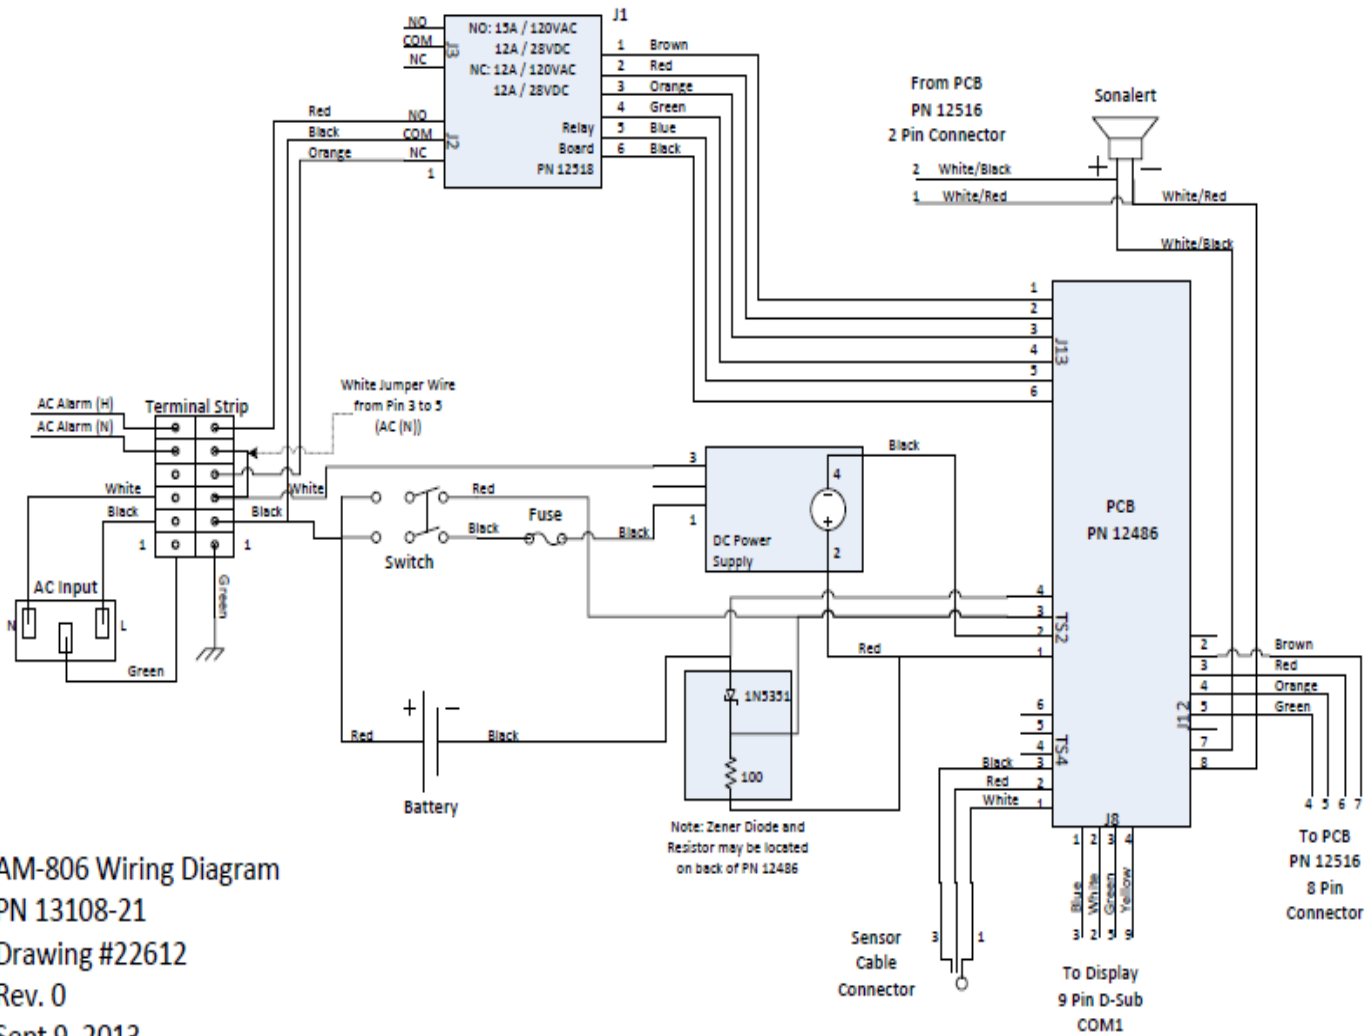 J1
NO
COM
NC
J3
NO: 15A / 120VAC
12A / 28VDC
NC: 12A / 120VAC
12A / 28VDC
1 Brown
2 Red
3 Orange
4 Green
5 Blue
6 Black
Relay
Board
PN 12518
Red
Black
Orange
NO
COM
NC
J2
1
From PCB
PN 12516
2 Pin Connector
Sonalert
+
—
2 White/Black
1 White/Red
White/Red
White/Black
1
2
3
4
5
6
J13
White Jumper Wire
from Pin 3 to 5
(AC (N))
AC Alarm (H)
AC Alarm (N)
Terminal Strip
White
Black
1
1
White
Black
Green
AC Input
N
L
Green
Red
Black
Switch
Fuse
Black
3
1
4
−
+
2
DC Power
Supply
Black
Red
PCB
PN 12486
4
3
2
1
TS2
6
5
4
3
2
1
TS4
Black
Red
White
2
3
4
5
7
8
J12
Brown
Red
Orange
Green
4 5 6 7
To PCB
PN 12516
8 Pin
Connector
+
−
Red
Black
Battery
1N5351
100
Note: Zener Diode and
Resistor may be located
on back of PN 12486
J8
1 2 3 4
Blue
White
Green
Yellow
3 2 5 9
To Display
9 Pin D-Sub
COM1
Sensor
Cable
Connector
3
1
AM-806 Wiring Diagram
PN 13108-21
Drawing #22612
Rev. 0
Sept 9, 2013